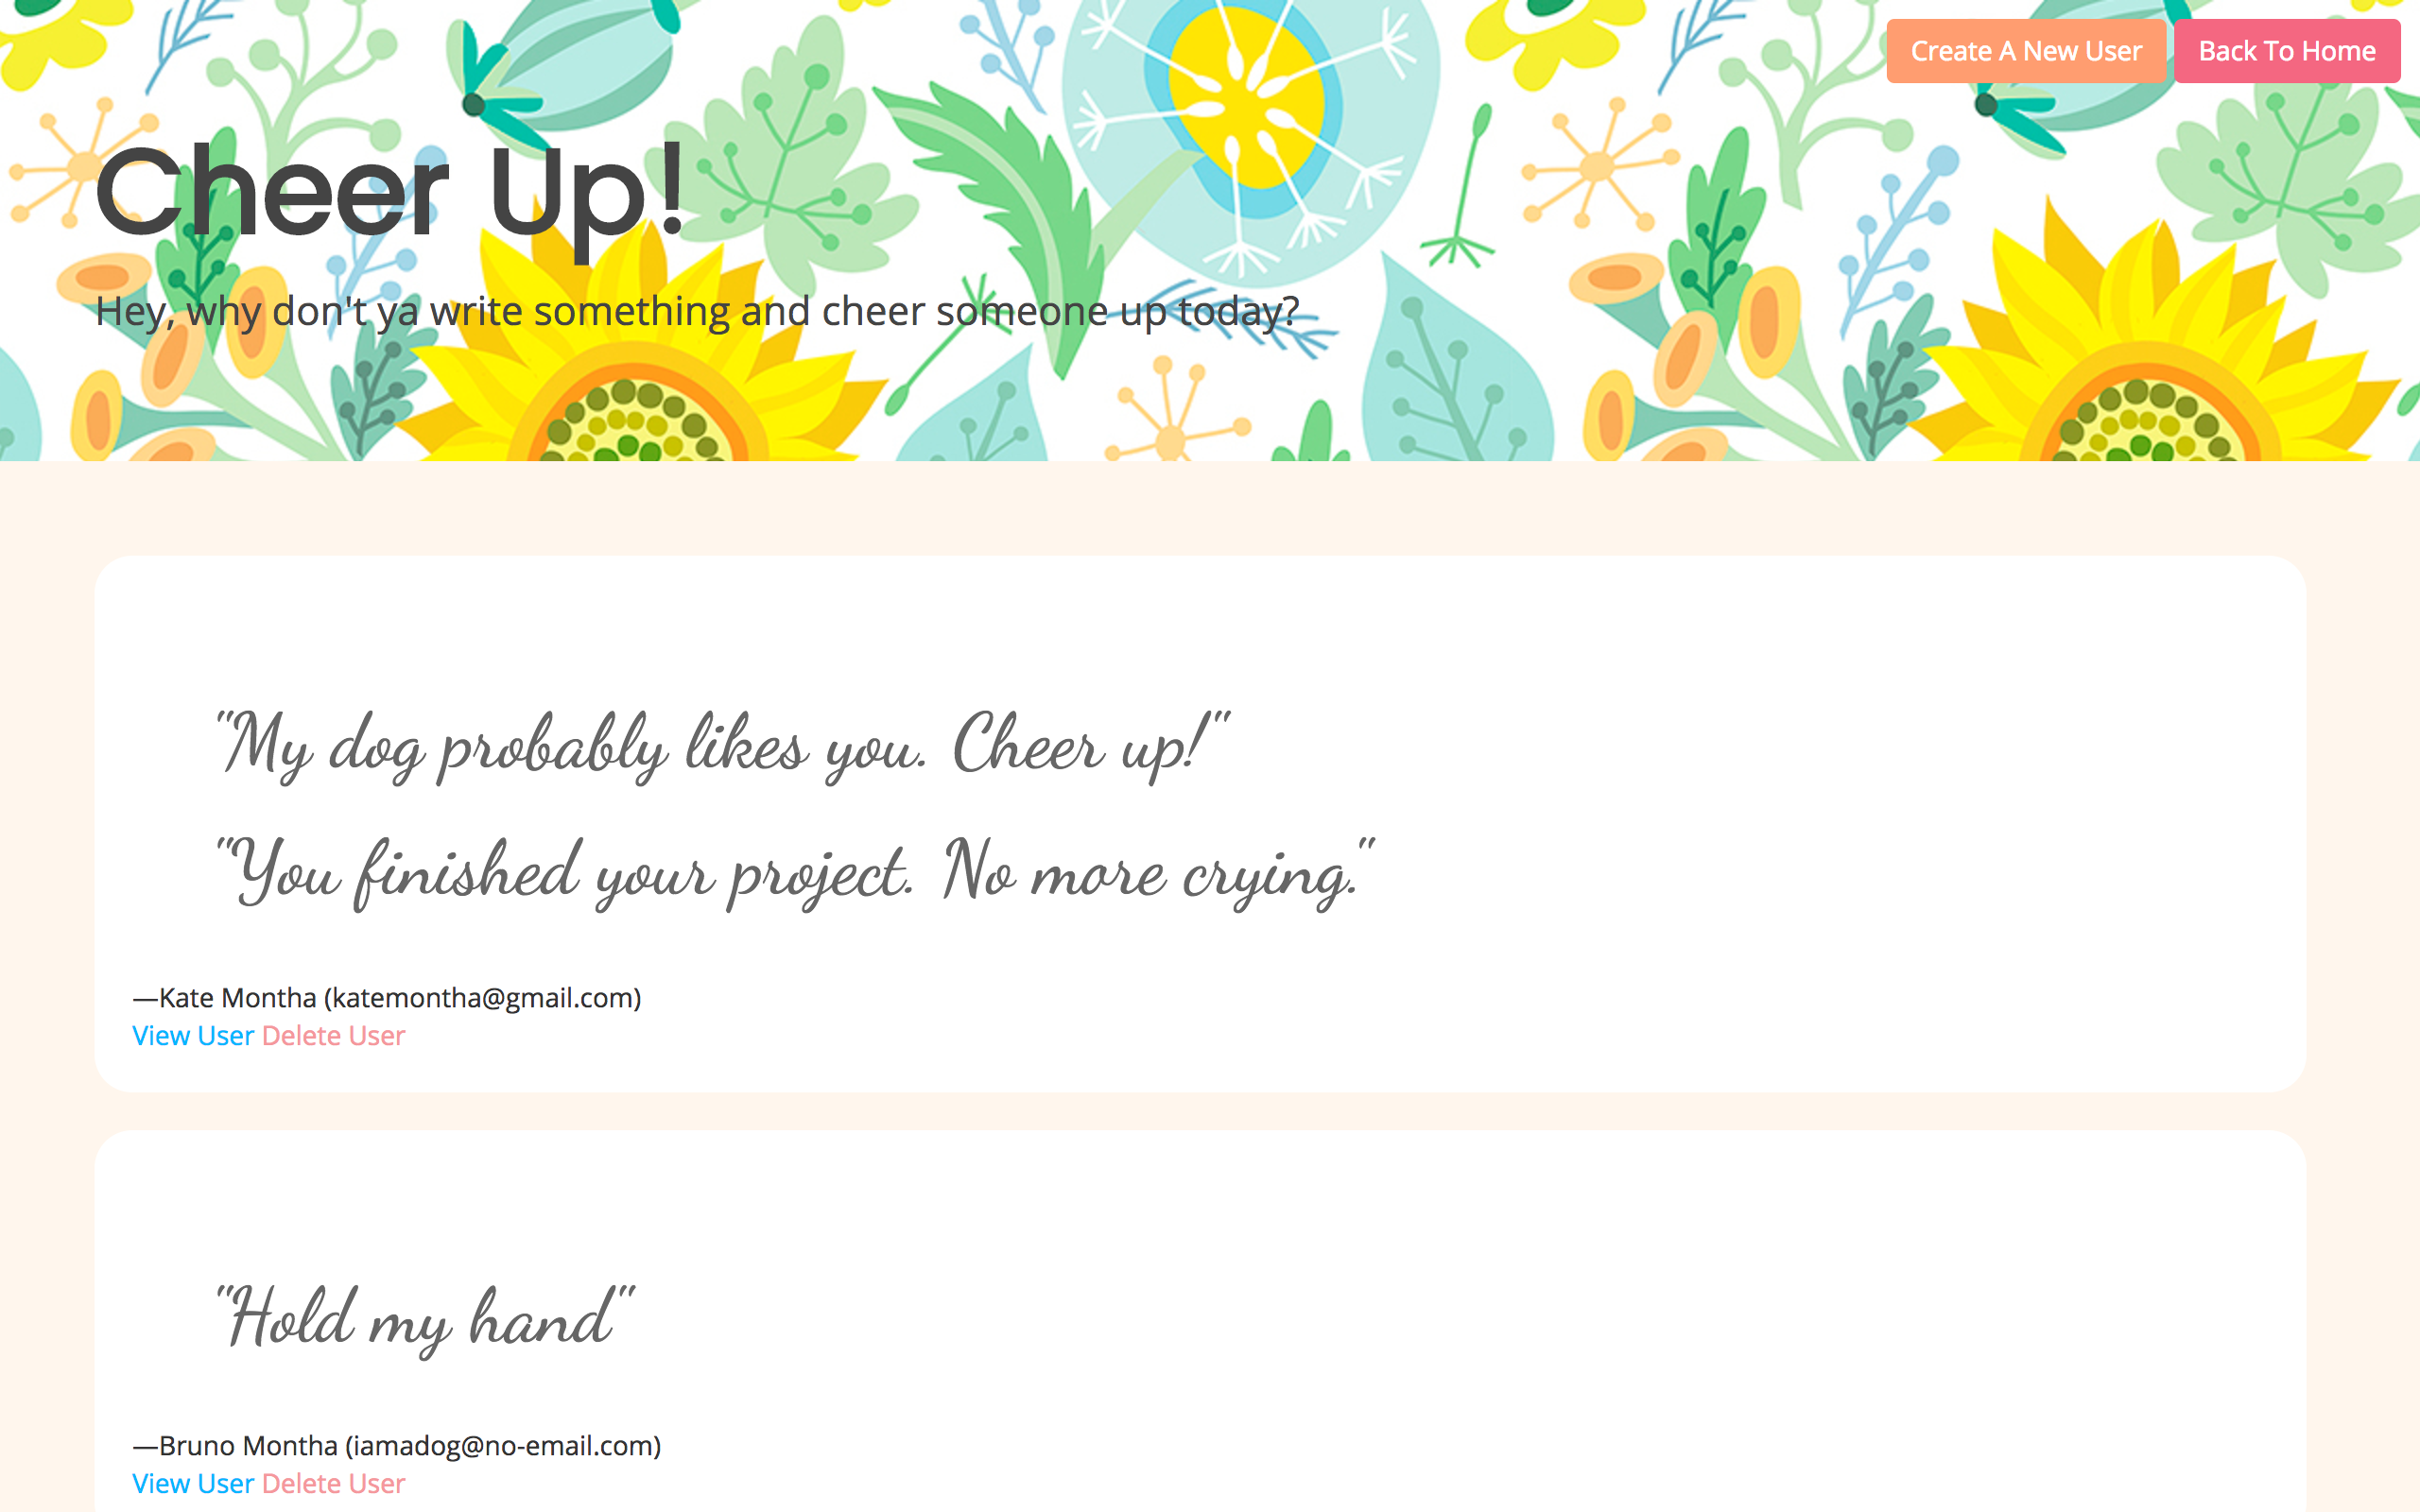 Create A New User Back To Home
Cheer Up!
Hey, why don't ya write something and cheer someone up today?
"My dog probably likes you. Cheer up!"
"You finished your project. No more crying."
—Kate Montha (katemontha@gmail.com)
View User Delete User
"Hold my hand"
—Bruno Montha (iamadog@no-email.com)
View User Delete User